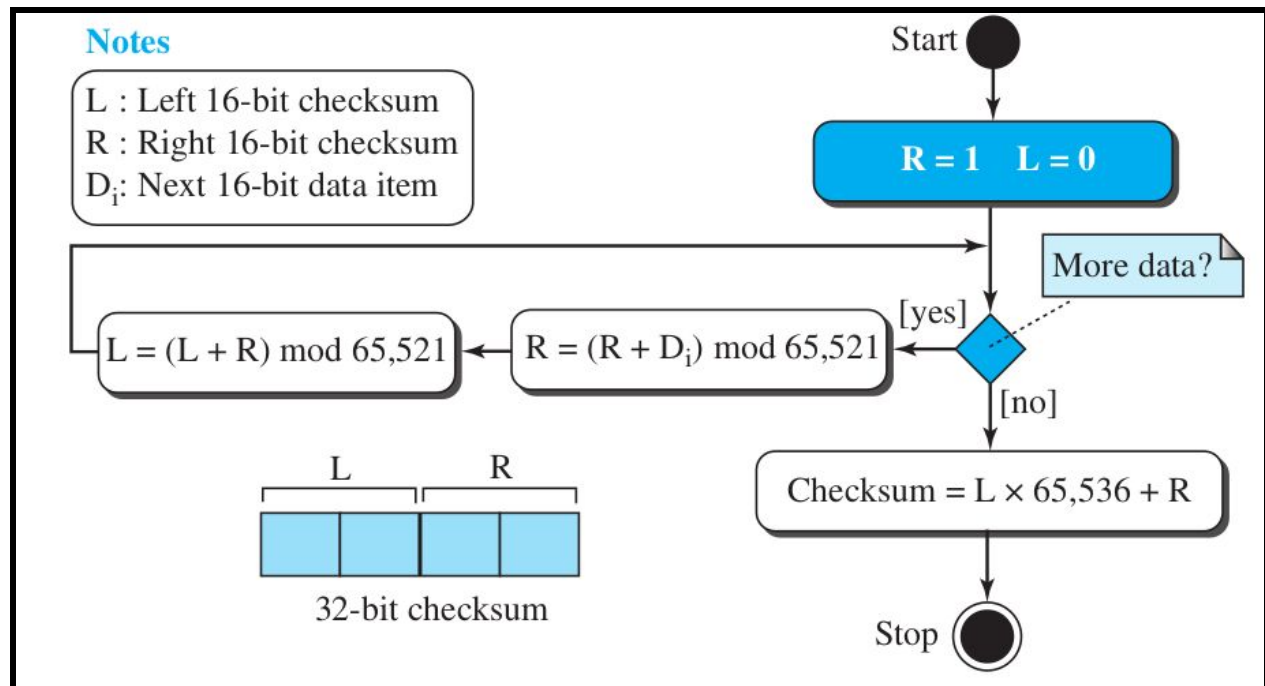 Notes
L : Left 16-bit checksum
R : Right 16-bit checksum
Dᵢ: Next 16-bit data item
Start
R = 1 L = 0
More data?
[yes]
R = (R + Dᵢ) mod 65,521
L = (L + R) mod 65,521
[no]
Checksum = L × 65,536 + R
Stop
L R
32-bit checksum